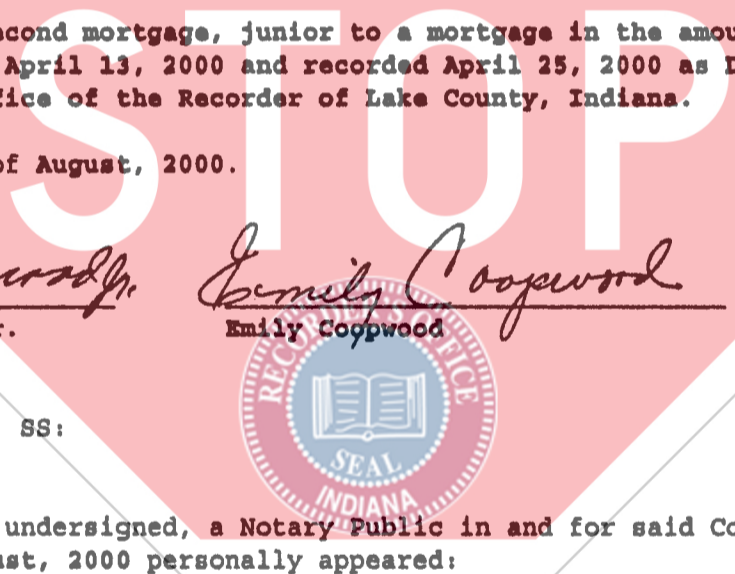 STOP
cond mortgage, junior to a mortgage in the amou
April 13, 2000 and recorded April 25, 2000 as D
fice of the Recorder of Lake County, Indiana.
of August, 2000.
Jr. Emily Coopwood
r. Emily Coopwood
RECORDER'S OFFICE
SEAL
INDIANA
SS:
undersigned, a Notary Public in and for said Co
ust, 2000 personally appeared: